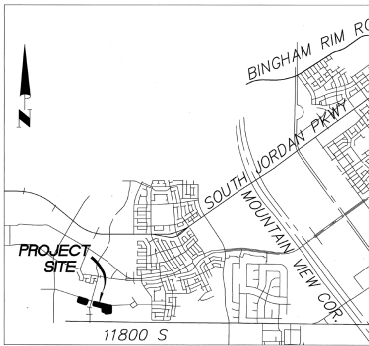 BINGHAM RIM RO
N
SOUTH JORDAN PKWY
MOUNTAIN VIEW COR.
PROJECT
SITE
11800 S